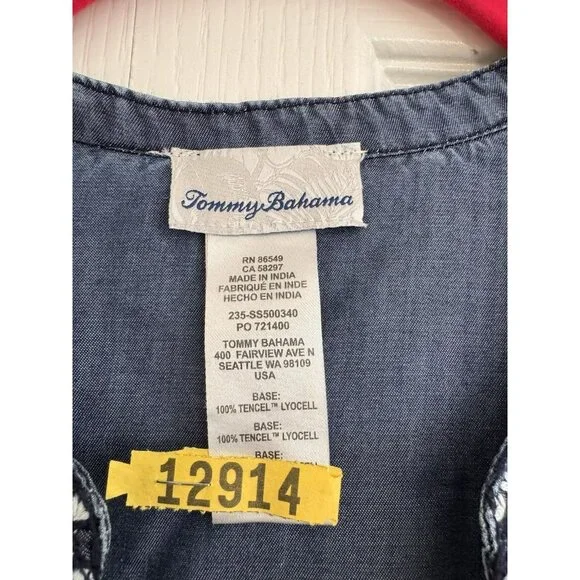 Tommy Bahama
RN 86549
CA 58297
MADE IN INDIA
FABRIQUÉ EN INDE
HECHO EN INDIA
235-SS500340
PO 721400
TOMMY BAHAMA
400 FAIRVIEW AVE N
SEATTLE WA 98109
USA
BASE:
100% TENCEL™ LYOCELL
BASE:
100% TENCEL™ LYOCELL
BASE:
12914